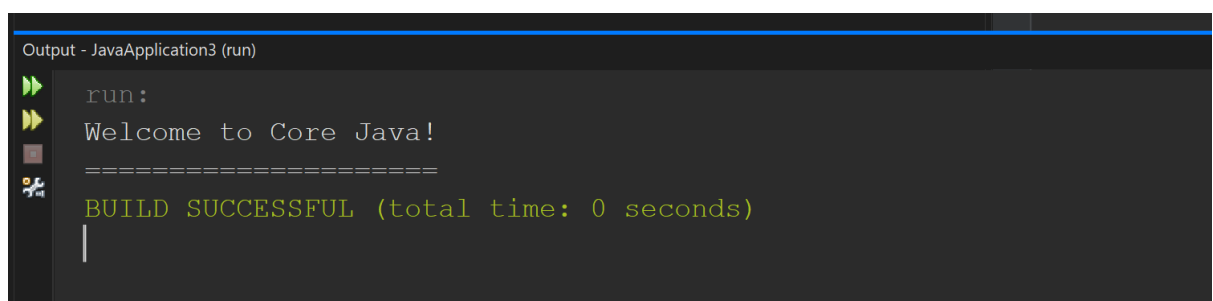 Output - JavaApplication3 (run)
run:
Welcome to Core Java!
=====================
BUILD SUCCESSFUL (total time: 0 seconds)